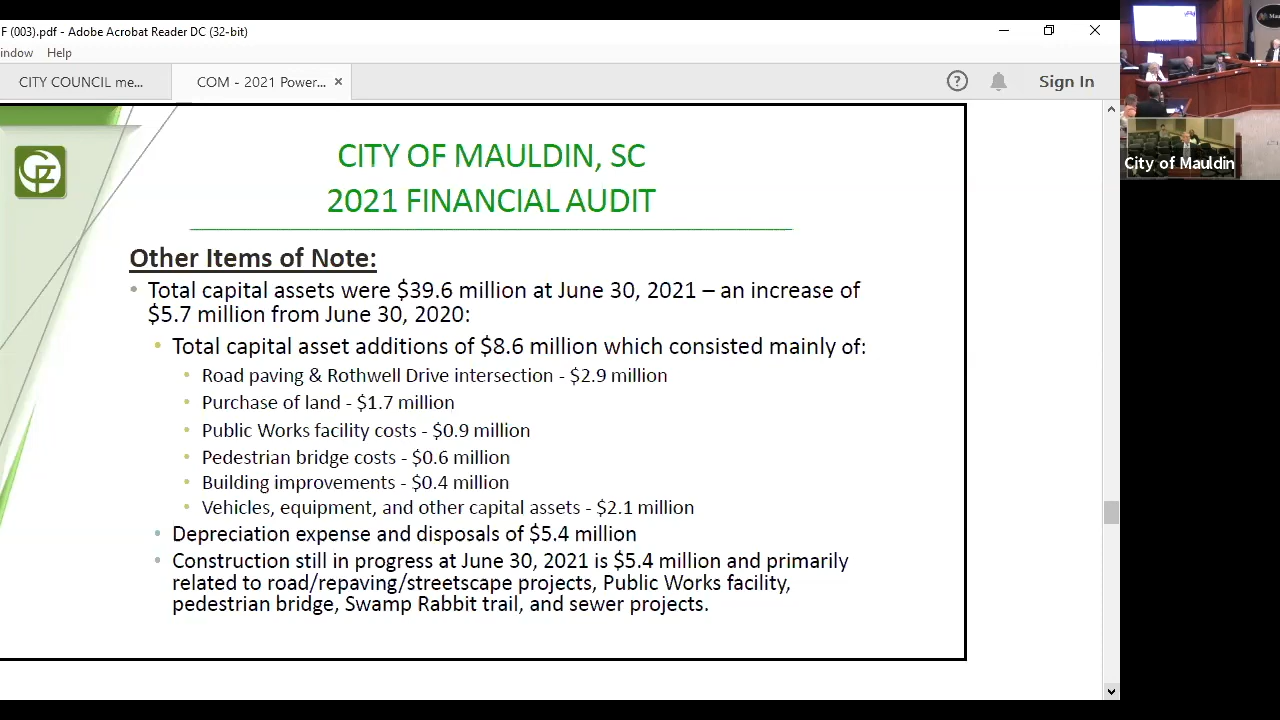 F (003).pdf - Adobe Acrobat Reader DC (32-bit)
indow Help
CITY COUNCIL me... COM - 2021 Power... ×
? Sign In
CITY OF MAULDIN, SC
2021 FINANCIAL AUDIT
Other Items of Note:
• Total capital assets were $39.6 million at June 30, 2021 – an increase of
$5.7 million from June 30, 2020:
• Total capital asset additions of $8.6 million which consisted mainly of:
• Road paving & Rothwell Drive intersection - $2.9 million
• Purchase of land - $1.7 million
• Public Works facility costs - $0.9 million
• Pedestrian bridge costs - $0.6 million
• Building improvements - $0.4 million
• Vehicles, equipment, and other capital assets - $2.1 million
• Depreciation expense and disposals of $5.4 million
• Construction still in progress at June 30, 2021 is $5.4 million and primarily
related to road/repaving/streetscape projects, Public Works facility,
pedestrian bridge, Swamp Rabbit trail, and sewer projects.
City of Mauldin